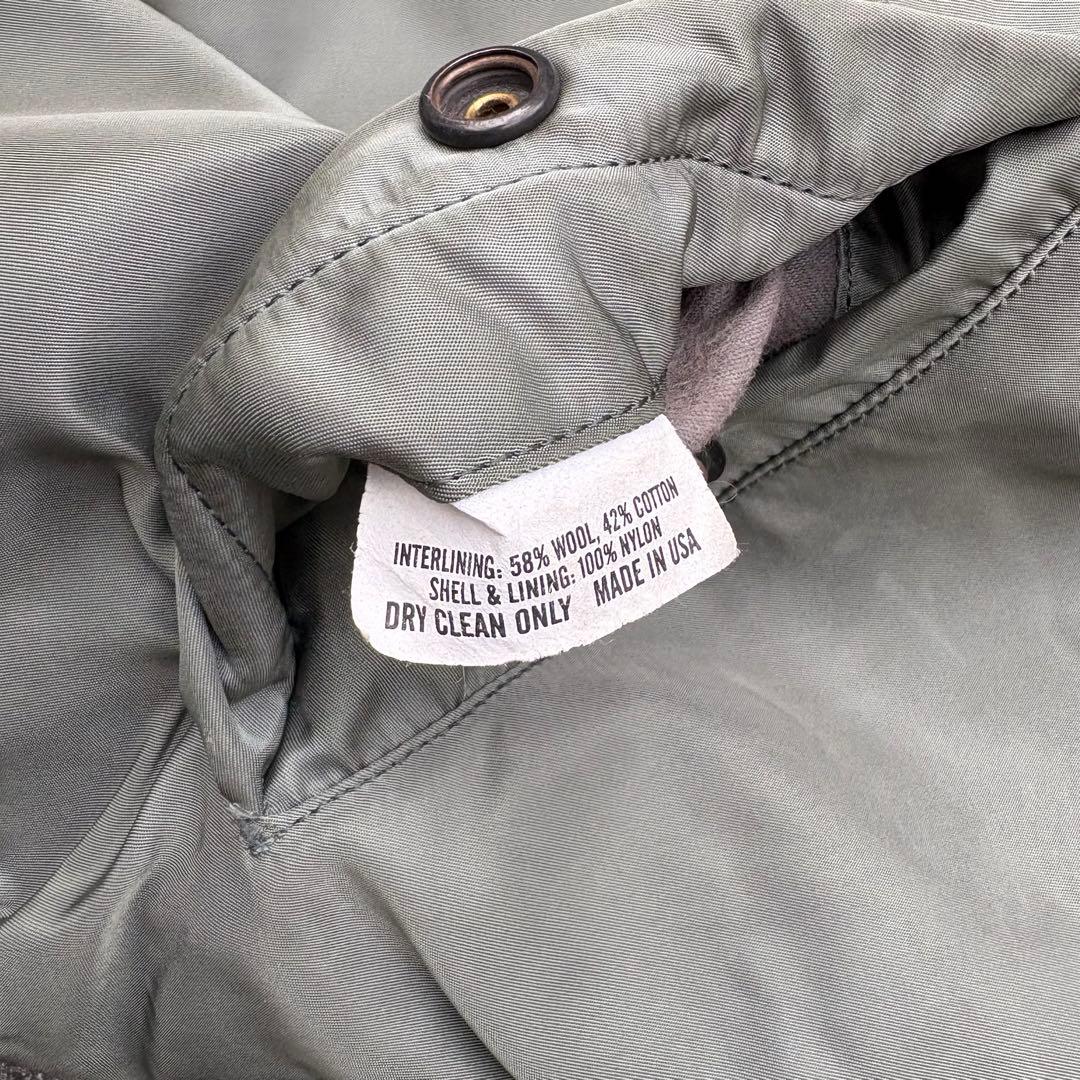 INTERLINING: 58% WOOL, 42% COTTON
SHELL & LINING: 100% NYLON
DRY CLEAN ONLY MADE IN USA